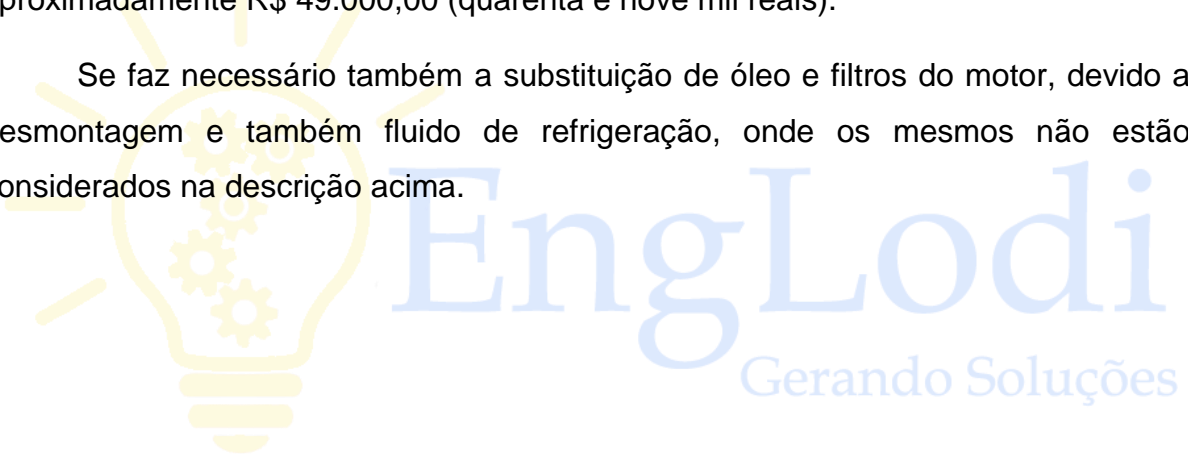 proximadamente R$ 49.000,00 (quarenta e nove mil reais).
Se faz necessário também a substituição de óleo e filtros do motor, devido a
esmontagem e também fluido de refrigeração, onde os mesmos não estão
onsiderados na descrição acima.
EngLodi
Gerando Soluções